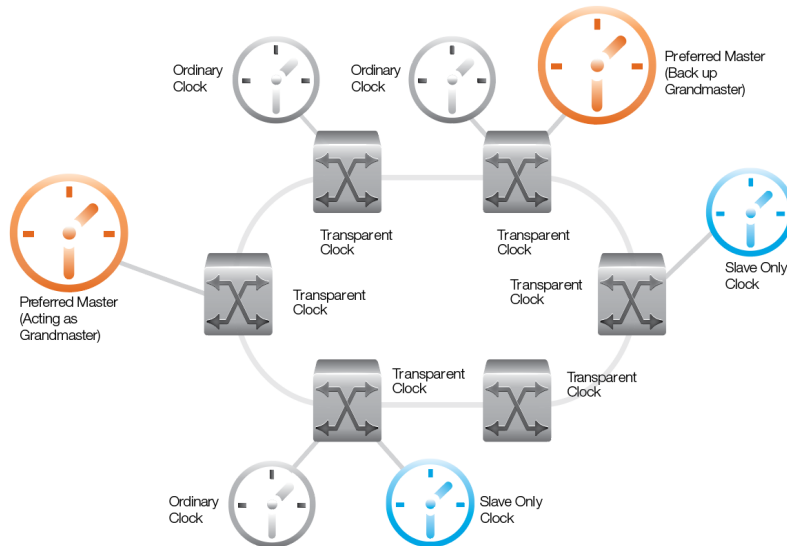 Ordinary
Clock
Ordinary
Clock
Preferred Master
(Back up
Grandmaster)
Transparent
Clock
Transparent
Clock
Slave Only
Clock
Preferred Master
(Acting as
Grandmaster)
Transparent
Clock
Transparent
Clock
Transparent
Clock
Transparent
Clock
Ordinary
Clock
Slave Only
Clock